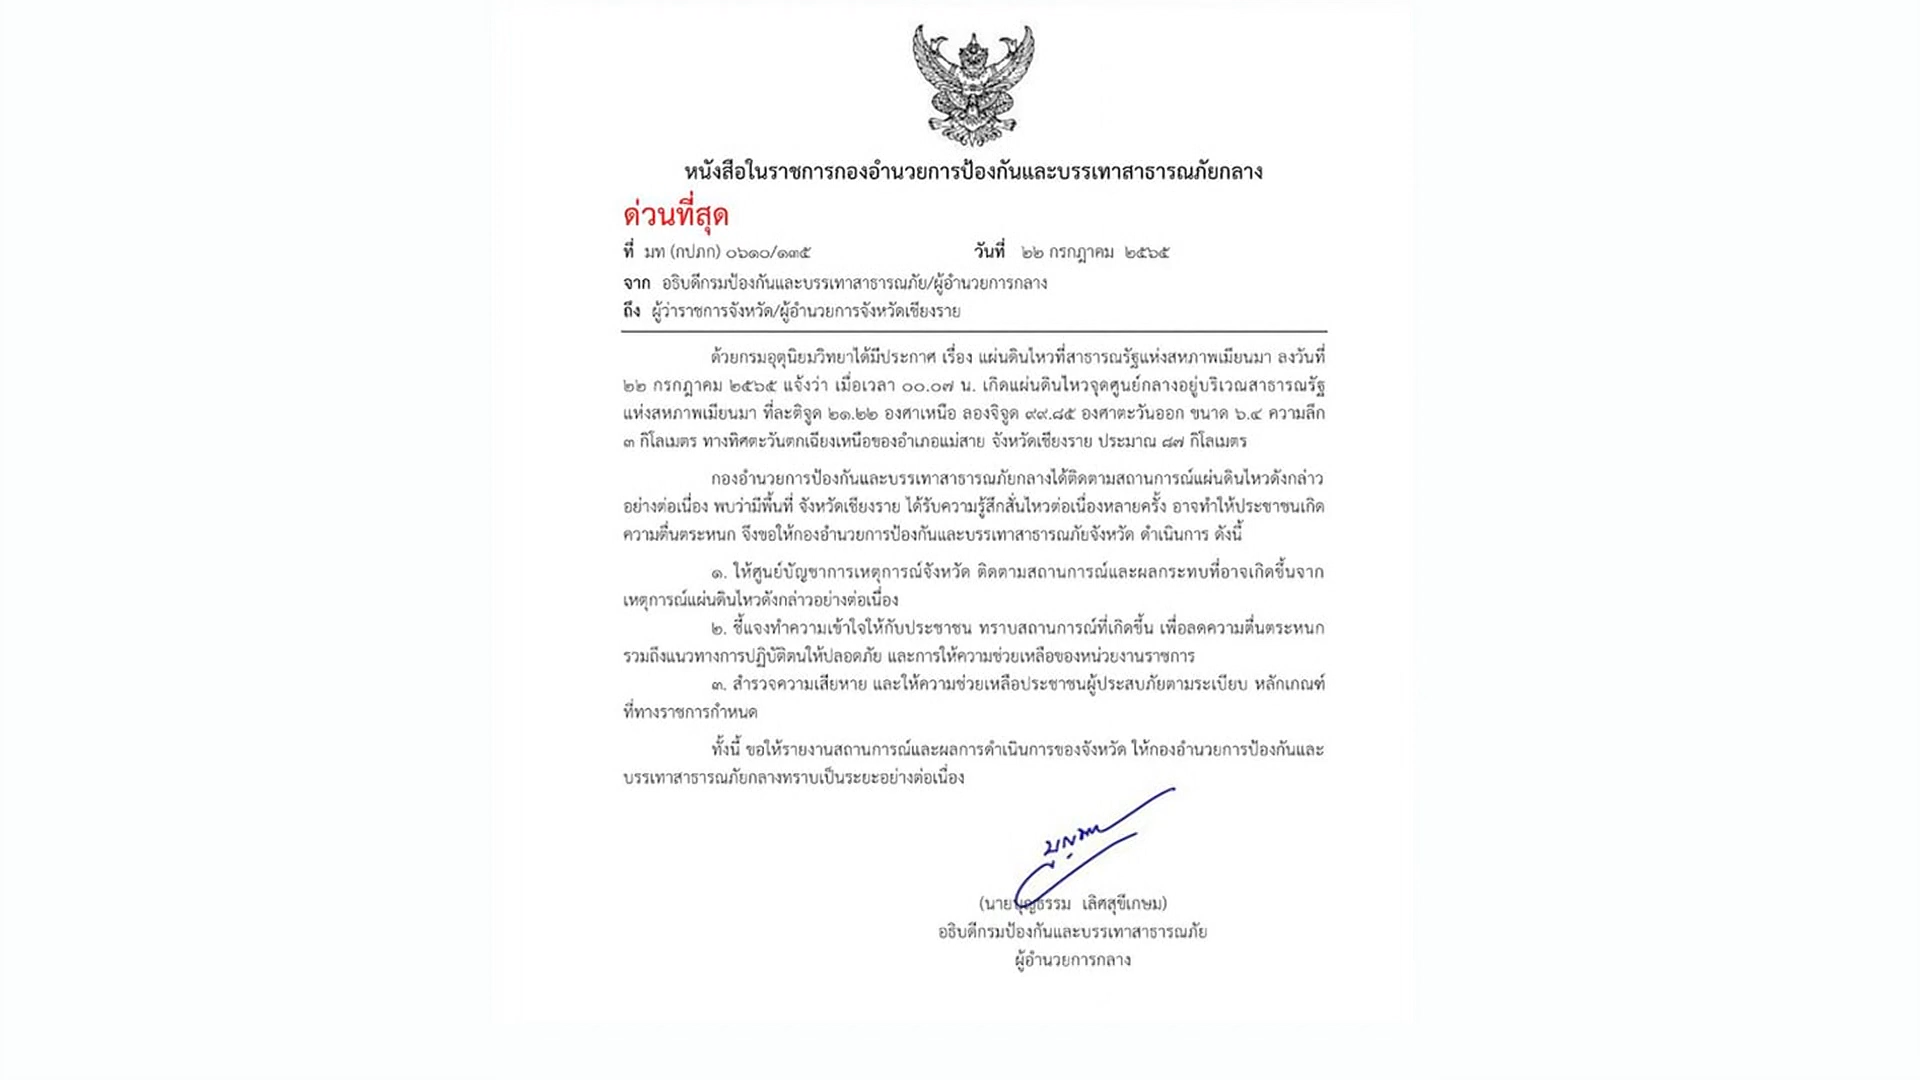 หนังสือในราชการกองอำนวยการป้องกันและบรรเทาสาธารณภัยกลาง
ด่วนที่สุด
ที่ มท (กปภก) ๐๖๑๐/๑๓๕ วันที่ ๒๒ กรกฎาคม ๒๕๖๕
จาก อธิบดีกรมป้องกันและบรรเทาสาธารณภัย/ผู้อำนวยการกลาง
ถึง ผู้ว่าราชการจังหวัด/ผู้อำนวยการจังหวัดเชียงราย
ด้วยกรมอุตุนิยมวิทยาได้มีประกาศ เรื่อง แผ่นดินไหวที่สาธารณรัฐแห่งสหภาพเมียนมา ลงวันที่
๒๒ กรกฎาคม ๒๕๖๕ แจ้งว่า เมื่อเวลา ๐๐.๐๗ น. เกิดแผ่นดินไหวจุดศูนย์กลางอยู่บริเวณสาธารณรัฐ
แห่งสหภาพเมียนมา ที่ละติจูด ๒๑.๒๒ องศาเหนือ ลองจิจูด ๙๙.๘๕ องศาตะวันออก ขนาด ๖.๔ ความลึก
๓ กิโลเมตร ทางทิศตะวันตกเฉียงเหนือของอำเภอแม่สาย จังหวัดเชียงราย ประมาณ ๘๗ กิโลเมตร
กองอำนวยการป้องกันและบรรเทาสาธารณภัยกลางได้ติดตามสถานการณ์แผ่นดินไหวดังกล่าว
อย่างต่อเนื่อง พบว่ามีพื้นที่ จังหวัดเชียงราย ได้รับความรู้สึกสั่นไหวต่อเนื่องหลายครั้ง อาจทำให้ประชาชนเกิด
ความตื่นตระหนก จึงขอให้กองอำนวยการป้องกันและบรรเทาสาธารณภัยจังหวัด ดำเนินการ ดังนี้
๑. ให้ศูนย์บัญชาการเหตุการณ์จังหวัด ติดตามสถานการณ์และผลกระทบที่อาจเกิดขึ้นจาก
เหตุการณ์แผ่นดินไหวดังกล่าวอย่างต่อเนื่อง
๒. ชี้แจงทำความเข้าใจให้กับประชาชน ทราบสถานการณ์ที่เกิดขึ้น เพื่อลดความตื่นตระหนก
รวมถึงแนวทางการปฏิบัติตนให้ปลอดภัย และการให้ความช่วยเหลือของหน่วยงานราชการ
๓. สำรวจความเสียหาย และให้ความช่วยเหลือประชาชนผู้ประสบภัยตามระเบียบ หลักเกณฑ์
ที่ทางราชการกำหนด
ทั้งนี้ ขอให้รายงานสถานการณ์และผลการดำเนินการของจังหวัด ให้กองอำนวยการป้องกันและ
บรรเทาสาธารณภัยกลางทราบเป็นระยะอย่างต่อเนื่อง
(นายบุญธรรม เลิศสุขีเกษม)
อธิบดีกรมป้องกันและบรรเทาสาธารณภัย
ผู้อำนวยการกลาง